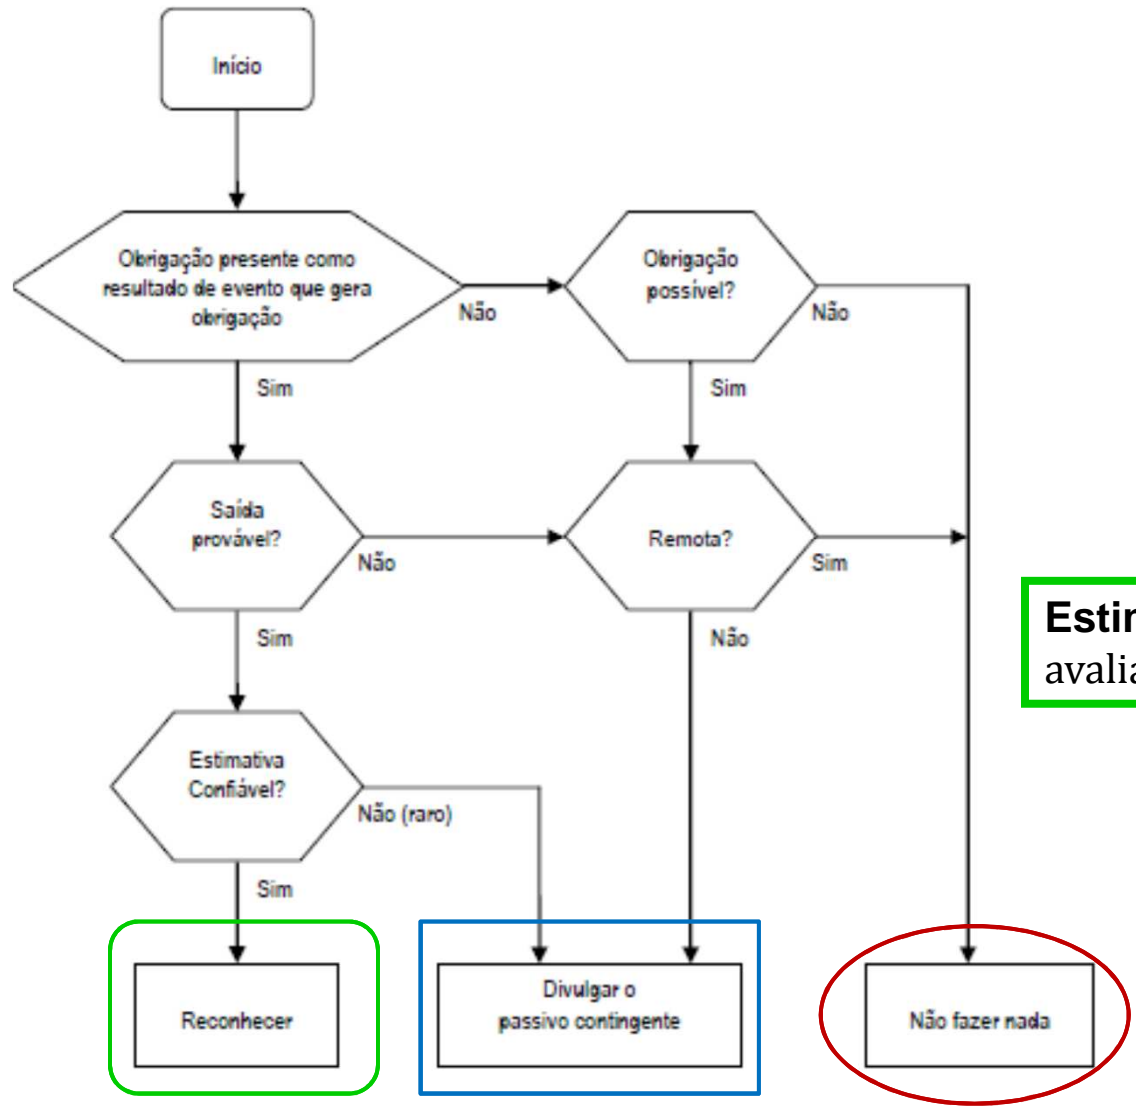 Início
Obrigação presente como
resultado de evento que gera
obrigação
Não
Obrigação
possível?
Não
Sim
Sim
Saída
provável?
Não
Remota?
Sim
Sim
Não
Estimativa
Confiável?
Não (raro)
Sim
Reconhecer
Divulgar o
passivo contingente
Não fazer nada